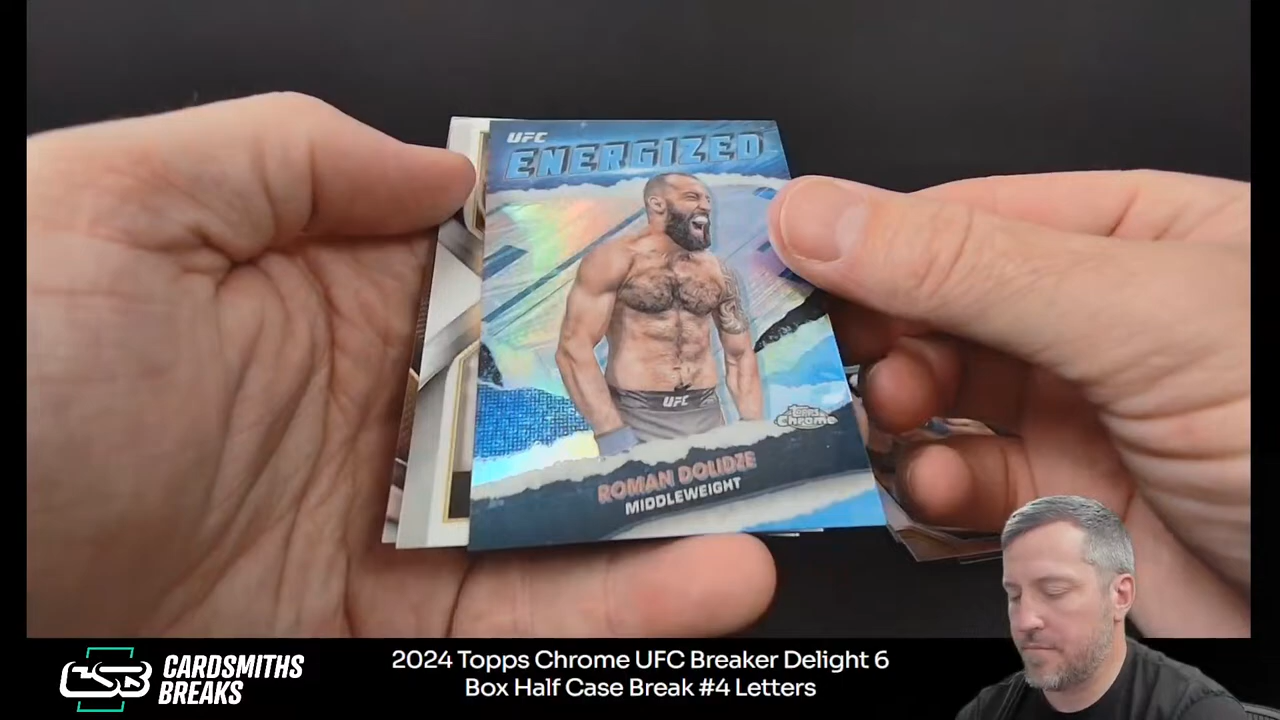 UFC
ENERGIZED
UFC
Topps
Chrome
ROMAN DOLIDZE
MIDDLEWEIGHT
CSB
CARDSMITHS
BREAKS
2024 Topps Chrome UFC Breaker Delight 6
Box Half Case Break #4 Letters